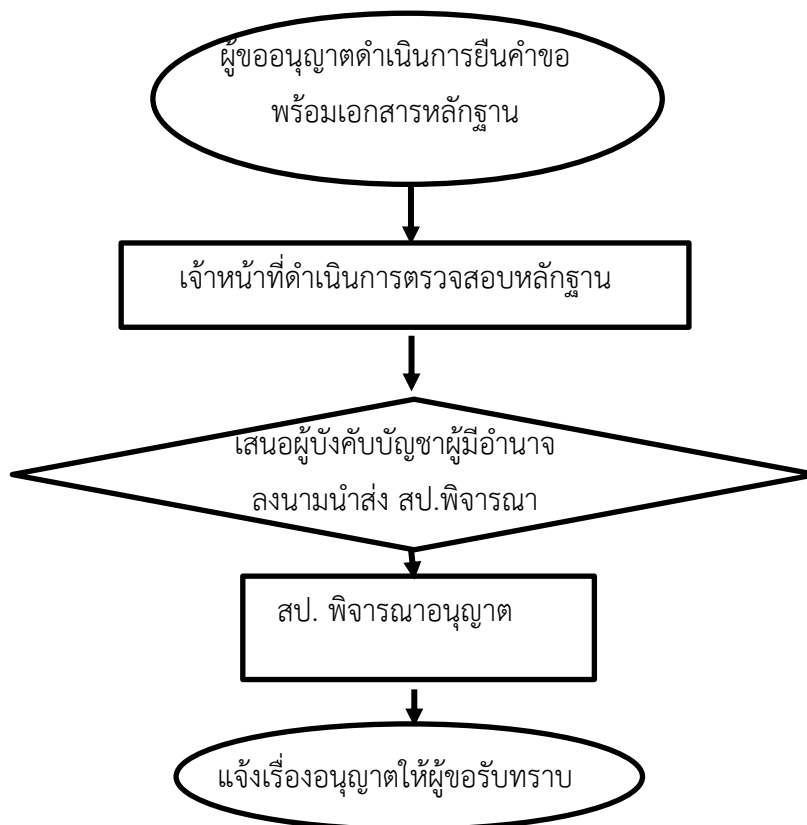 ผู้ขออนุญาตดำเนินการยืนคำขอ
พร้อมเอกสารหลักฐาน
เจ้าหน้าที่ดำเนินการตรวจสอบหลักฐาน
เสนอผู้บังคับบัญชาผู้มีอำนาจ
ลงนามนำส่ง สป.พิจารณา
สป. พิจารณาอนุญาต
แจ้งเรื่องอนุญาตให้ผู้ขอรับทราบ